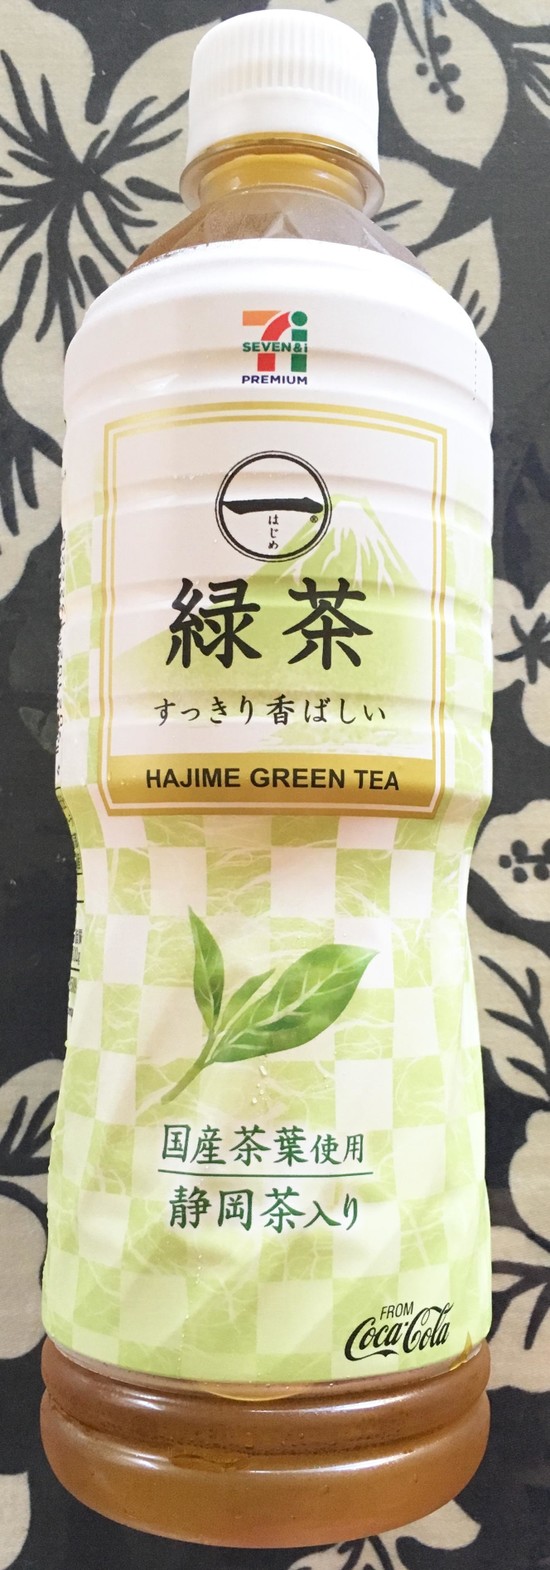 SEVEN&i
PREMIUM
一
はじめ
®
緑茶
すっきり香ばしい
HAJIME GREEN TEA
国産茶葉使用
静岡茶入り
FROM
Coca-Cola